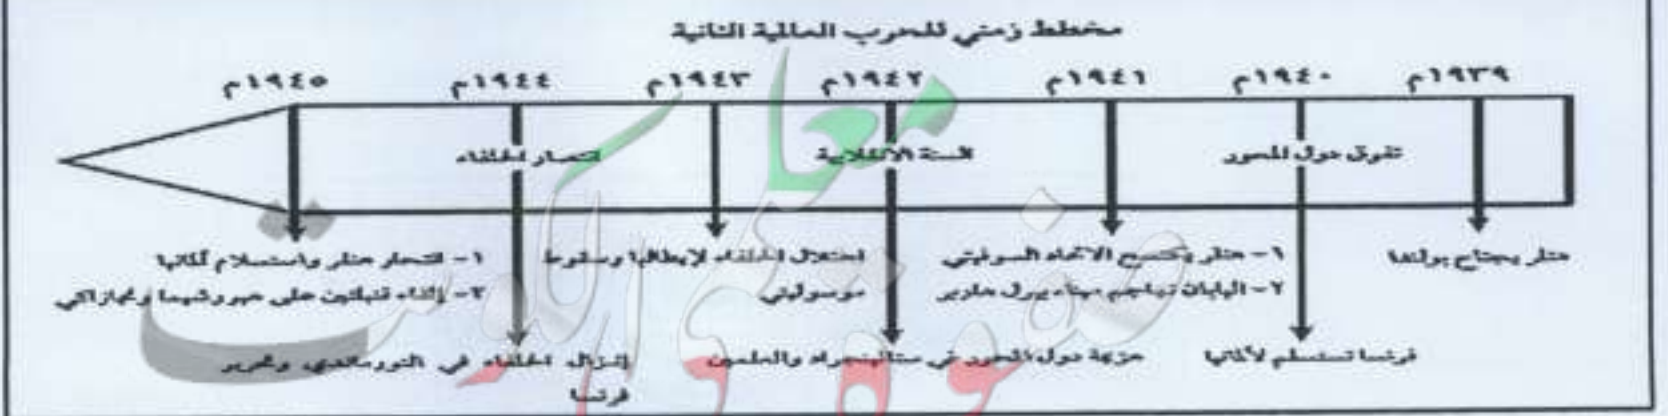 مخطط زمني للحرب العالمية الثانية
١٩٣٩م
١٩٤٠م
١٩٤١م
١٩٤٢م
١٩٤٣م
١٩٤٤م
١٩٤٥م
تفوق دول المحور
السنة الانقلابية
انتصار الحلفاء
هتلر يجتاح بولندا
١- هتلر يكتسح الاتحاد السوفيتي
٢- اليابان تهاجم ميناء بيرل هاربر
احتلال الحلفاء لإيطاليا وسقوط
موسوليني
١- انتحار هتلر واستسلام ألمانيا
٢- إلقاء قنبلتين على هيروشيما ونجازاكي
فرنسا تستسلم لألمانيا
هزيمة دول المحور في ستالينجراد والعلمين
إنزال الحلفاء في النورماندي وتحرير
فرنسا
معلمي
الكويت